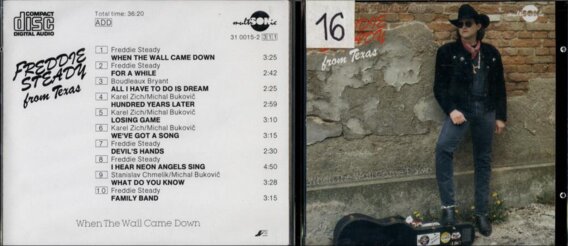 COMPACT
disc
DIGITAL AUDIO
Total time: 36:20
ADD
multiSONIC
31 0015-2 311
FREDDIE
STEADY
from Texas
1 Freddie Steady
WHEN THE WALL CAME DOWN 3:25
2 Freddie Steady
FOR A WHILE 2:42
3 Boudleaux Bryant
ALL I HAVE TO DO IS DREAM 2:25
4 Karel Zich/Michal Bukovič
HUNDRED YEARS LATER 2:59
5 Karel Zich/Michal Bukovič
LOSING GAME 3:10
6 Karel Zich/Michal Bukovič
WE'VE GOT A SONG 3:15
7 Freddie Steady
DEVIL'S HANDS 2:30
8 Freddie Steady
I HEAR NEON ANGELS SING 4:50
9 Stanislav Chmelík/Michal Bukovič
WHAT DO YOU KNOW 3:28
10 Freddie Steady
FAMILY BAND 3:15
When The Wall Came Down
16
multiSONIC
from Texas